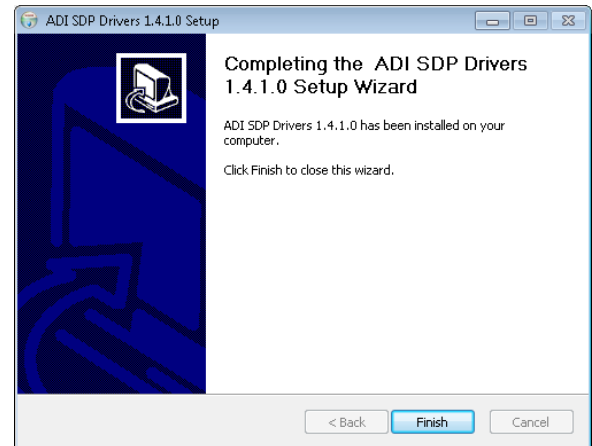 ADI SDP Drivers 1.4.1.0 Setup
Completing the ADI SDP Drivers
1.4.1.0 Setup Wizard
ADI SDP Drivers 1.4.1.0 has been installed on your
computer.
Click Finish to close this wizard.
< Back Finish Cancel